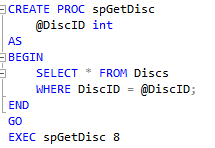 CREATE PROC spGetDisc
@DiscID int
AS
BEGIN
SELECT * FROM Discs
WHERE DiscID = @DiscID;
END
GO
EXEC spGetDisc 8